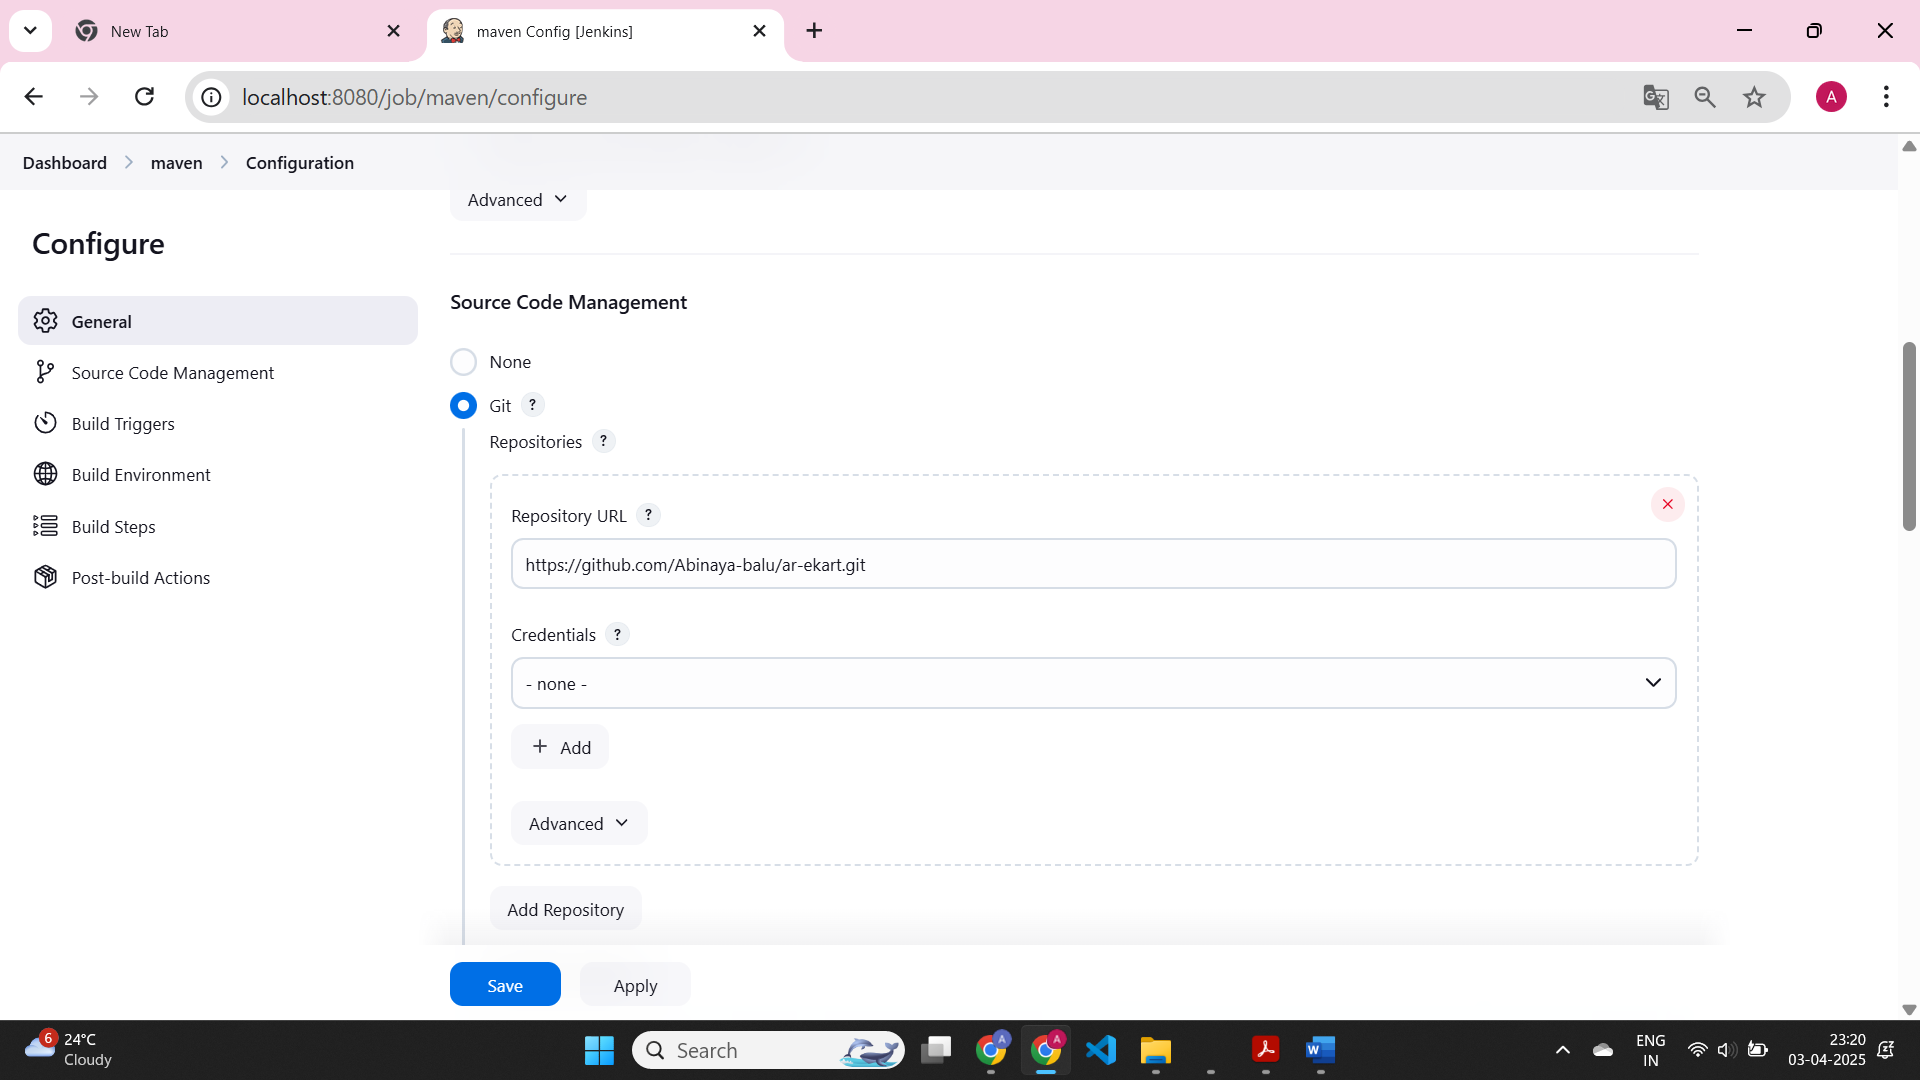 New Tab
maven Config [Jenkins]
localhost:8080/job/maven/configure
A
Dashboard > maven > Configuration
Advanced
Configure
General
Source Code Management
Build Triggers
Build Environment
Build Steps
Post-build Actions
Source Code Management
None
Git ?
Repositories ?
Repository URL ?
https://github.com/Abinaya-balu/ar-ekart.git
Credentials ?
- none -
+ Add
Advanced
Add Repository
Save
Apply
6
24°C
Cloudy
Search
A
A
W
ENG
IN
23:20
03-04-2025